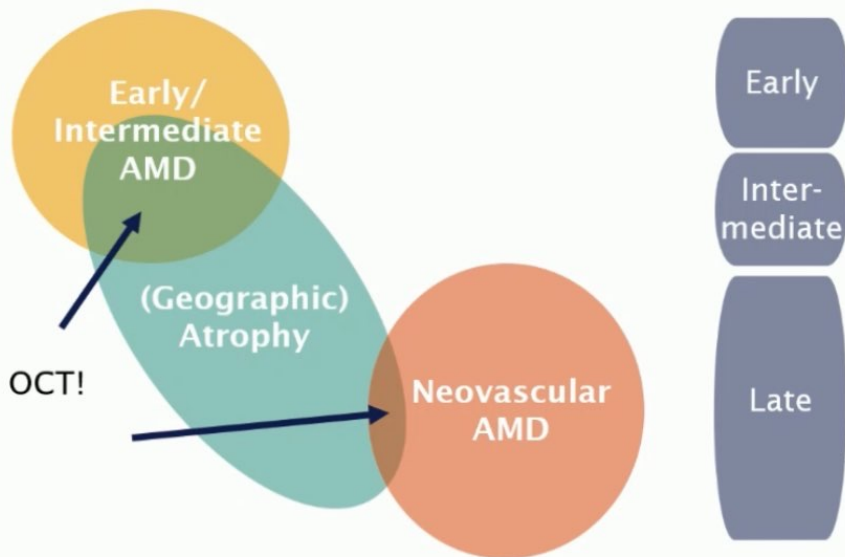 Early/
Intermediate
AMD
(Geographic)
Atrophy
OCT!
Neovascular
AMD
Early
Inter-
mediate
Late